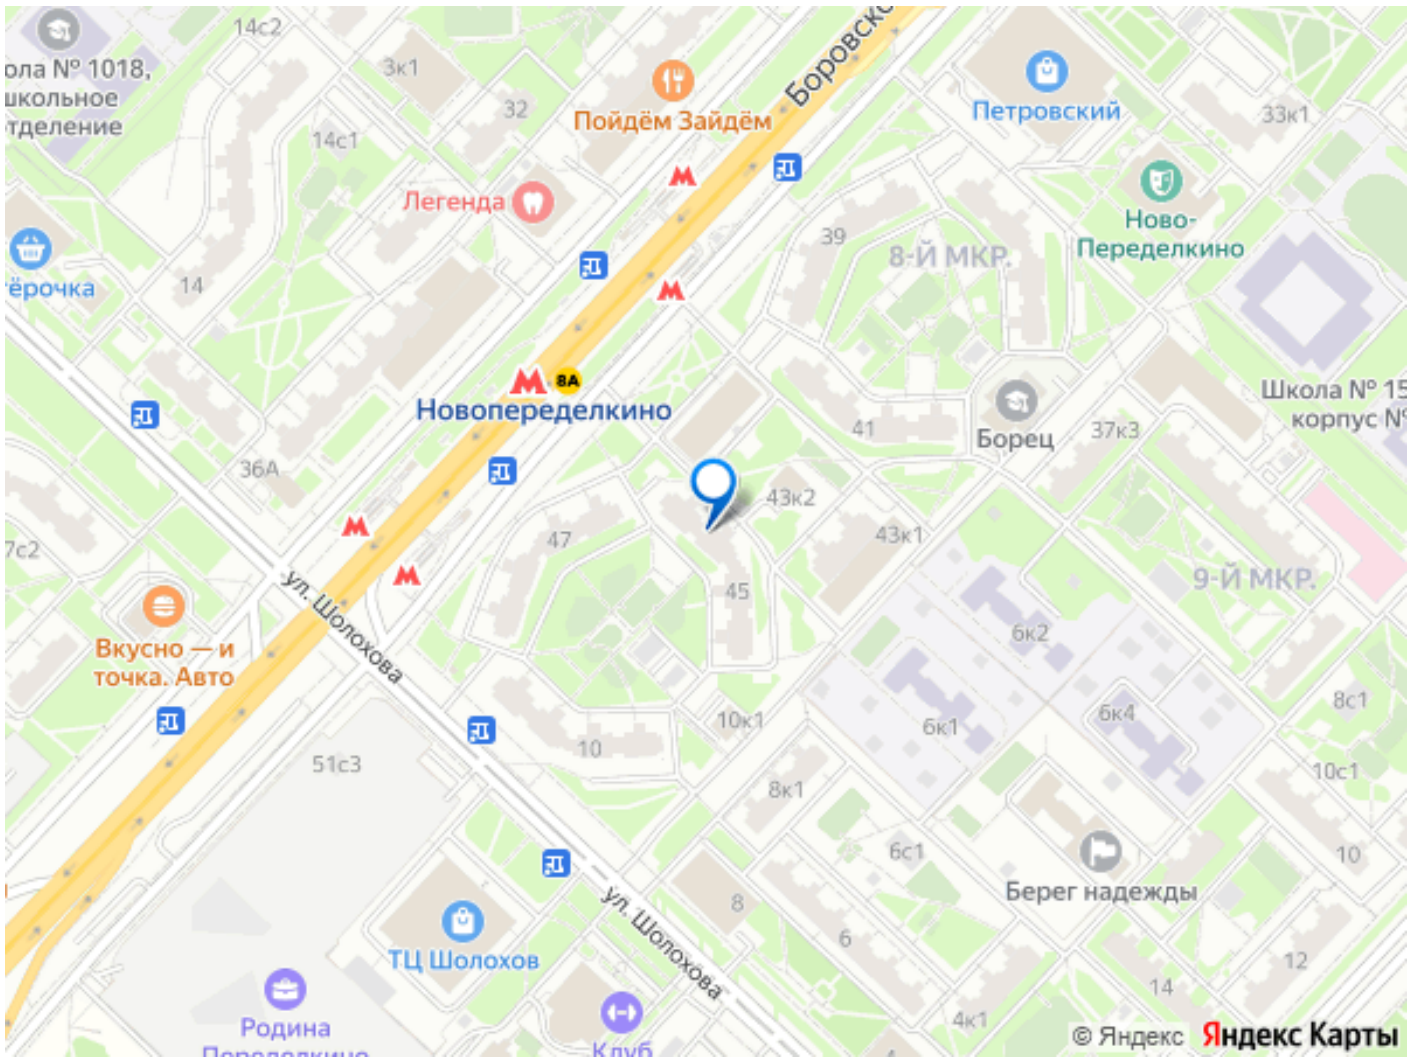 14с2
ола № 1018,
школьное
тделение
3к1
32
Пойдём Зайдём
Боровско
Петровский
33к1
14с1
Легенда
Ново-
Переделкино
39
8-Й МКР.
14
ёрочка
8А
Новопеределкино
Школа № 15
корпус №
41
Борец
37к3
36А
43к2
43к1
47
7с2
45
9-Й МКР.
ул. Шолохова
6к2
Вкусно — и
точка. Авто
10к1
6к1
6к4
8с1
10
51с3
8к1
10с1
6с1
10
Берег надежды
8
ул. Шолохова
6
ТЦ Шолохов
12
14
Родина
Переделкино
Клуб
4к1
4
© Яндекс Яндекс Карты